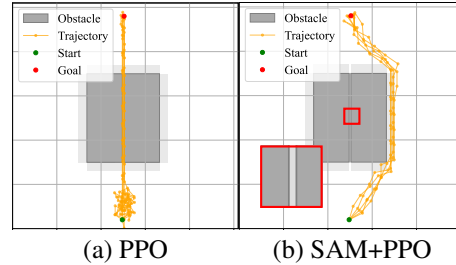 Obstacle
Trajectory
Start
Goal
Obstacle
Trajectory
Start
Goal
(a) PPO
(b) SAM+PPO